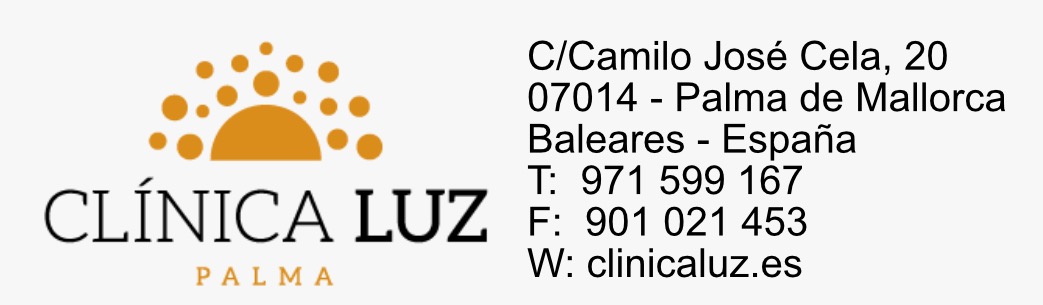 CLÍNICA LUZ
PALMA
C/Camilo José Cela, 20
07014 - Palma de Mallorca
Baleares - España
T:  971 599 167
F:  901 021 453
W: clinicaluz.es